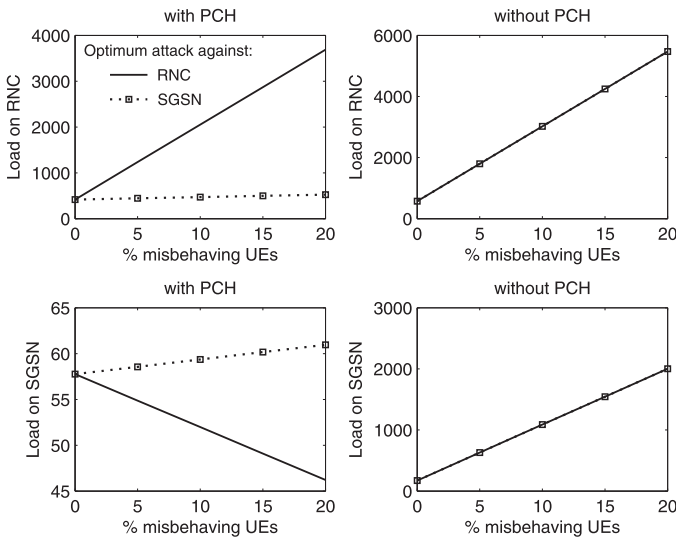 with PCH
4000
3000
2000
1000
0
Load on RNC
Optimum attack against:
RNC
SGSN
0 5 10 15 20
% misbehaving UEs
without PCH
6000
4000
2000
0
Load on RNC
0 5 10 15 20
% misbehaving UEs
with PCH
65
60
55
50
45
Load on SGSN
0 5 10 15 20
% misbehaving UEs
without PCH
3000
2000
1000
0
Load on SGSN
0 5 10 15 20
% misbehaving UEs